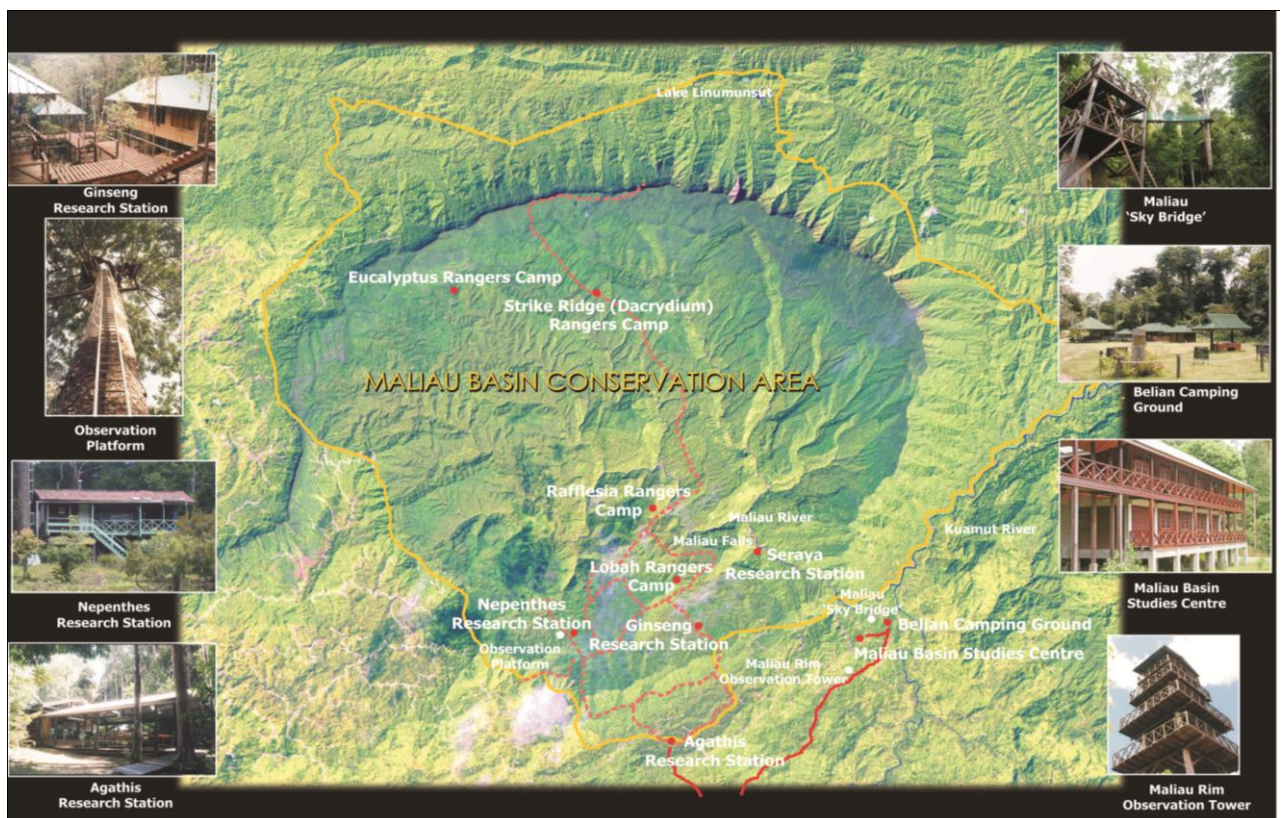 Ginseng
Research Station
Observation
Platform
Nepenthes
Research Station
Agathis
Research Station
Lake Linumunsut
Eucalyptus Rangers Camp
Strike Ridge (Dacrydium)
Rangers Camp
MALIAU BASIN CONSERVATION AREA
Rafflesia Rangers
Camp
Maliau River
Maliau Falls
Seraya
Research Station
Kuamut River
Lobah Rangers
Camp
Nepenthes
Research Station
Observation
Platform
Ginseng
Research Station
Maliau
'Sky Bridge'
Belian Camping Ground
Maliau Basin Studies Centre
Maliau Rim
Observation Tower
Agathis
Research Station
Maliau
'Sky Bridge'
Belian Camping
Ground
Maliau Basin
Studies Centre
Maliau Rim
Observation Tower